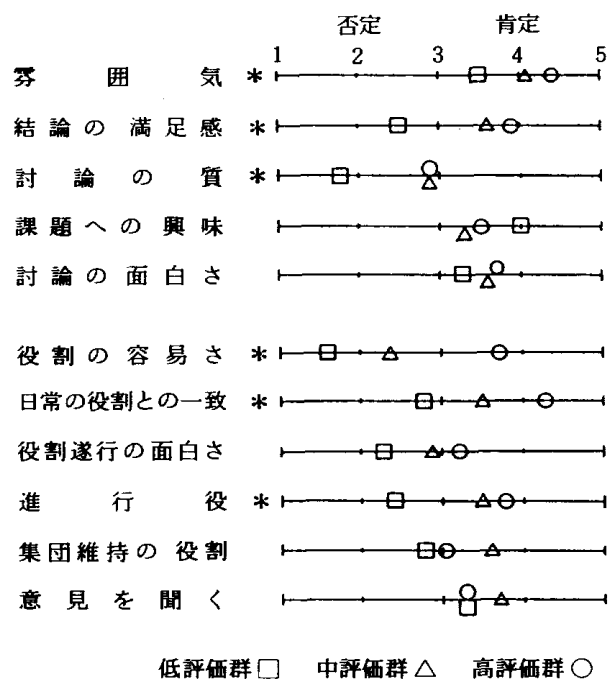 否定 肯定
1 2 3 4 5
雰囲気 *
結論の満足感 *
討論の質 *
課題への興味
討論の面白さ
役割の容易さ *
日常の役割との一致 *
役割遂行の面白さ
進行役 *
集団維持の役割
意見を聞く
低評価群□ 中評価群△ 高評価群○